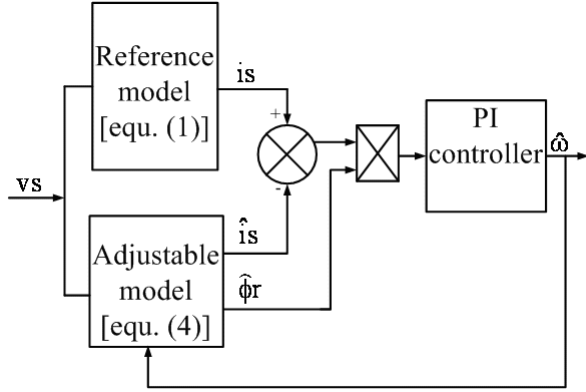 Reference
model
[equ. (1)]
is
+
-
PI
controller
ω̂
vs
Adjustable
model
[equ. (4)]
îs
ϕ̂r